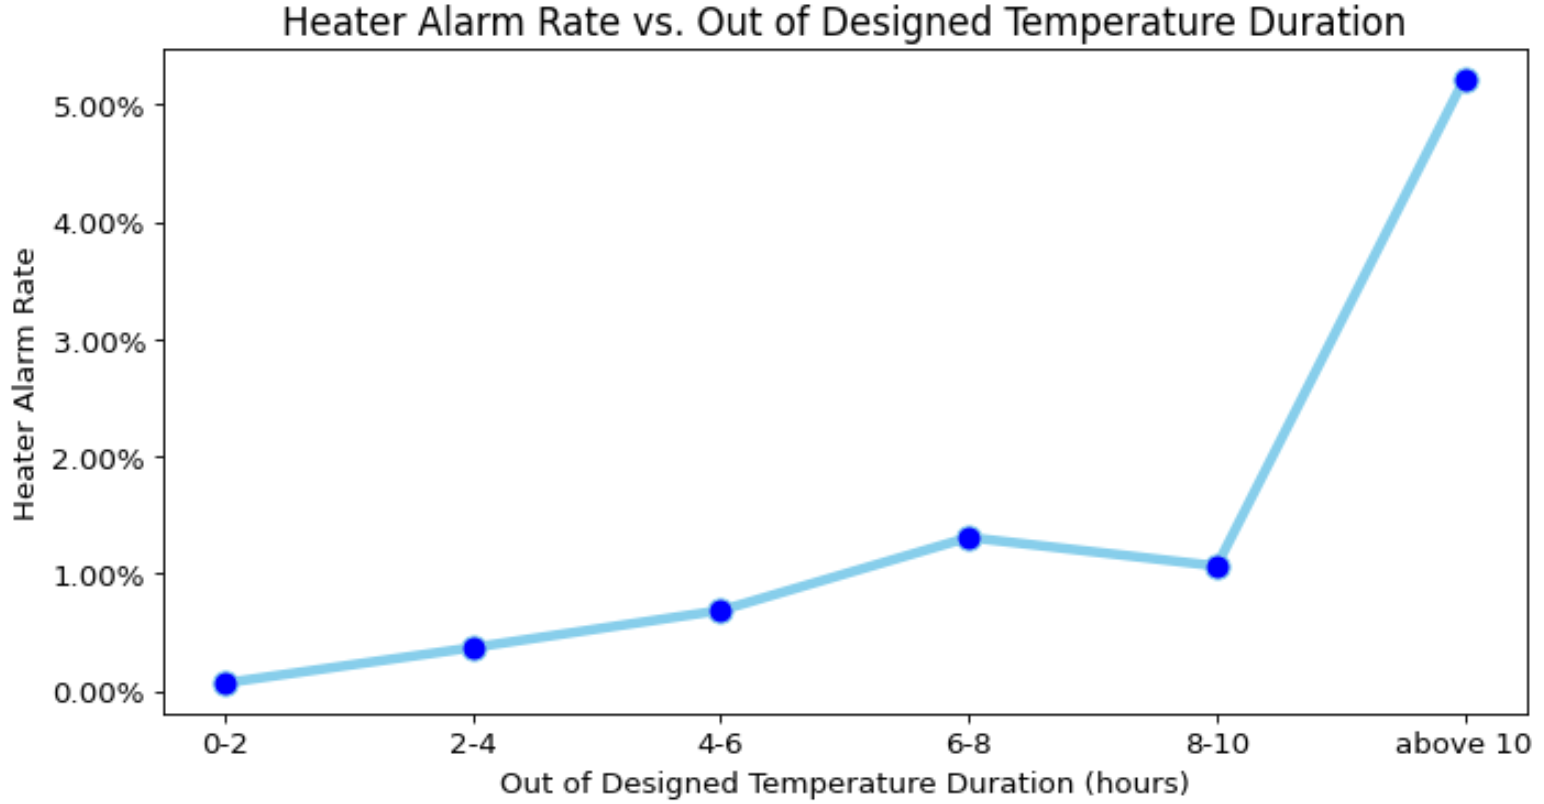 Heater Alarm Rate vs. Out of Designed Temperature Duration
5.00%
4.00%
3.00%
2.00%
1.00%
0.00%
Heater Alarm Rate
0-2 2-4 4-6 6-8 8-10 above 10
Out of Designed Temperature Duration (hours)